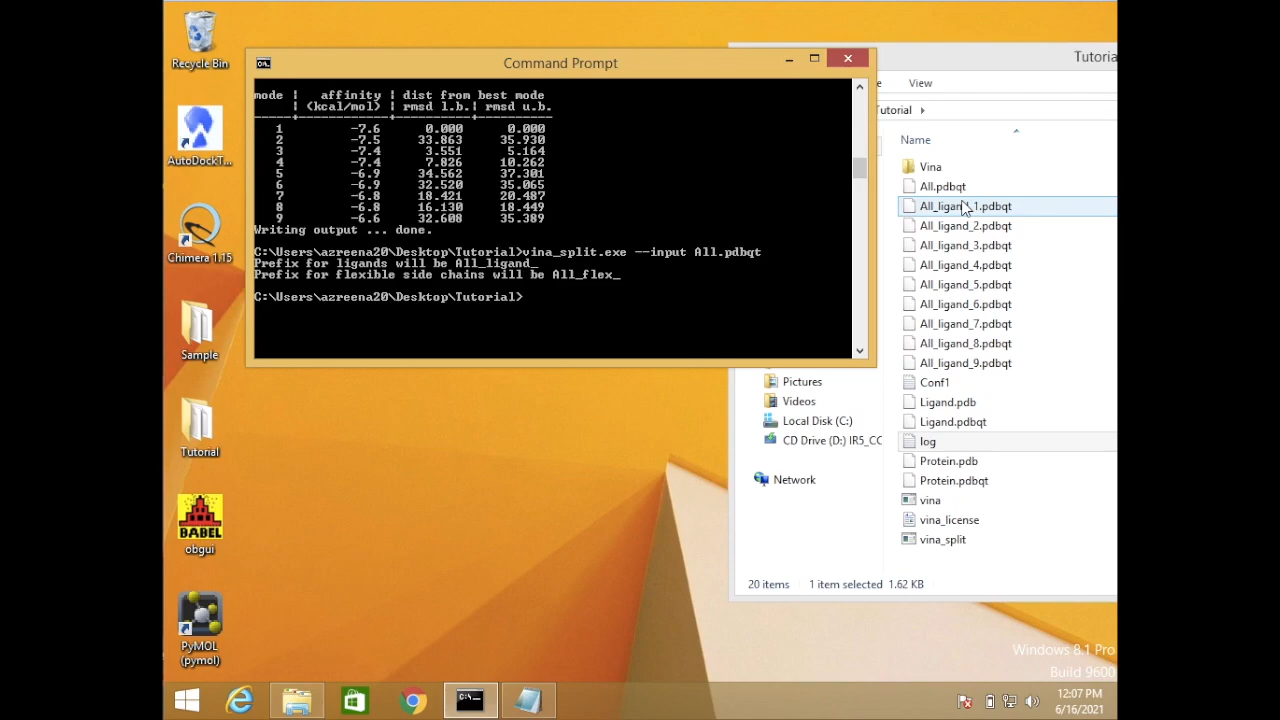 Recycle Bin
AutoDockT...
Chimera 1.15
Sample
Tutorial
BABEL
obgui
PyMOL
(pymol)
Command Prompt
mode | affinity | dist from best mode
| (kcal/mol) | rmsd l.b.| rmsd u.b.
-----+------------+----------+----------
1 -7.6 0.000 0.000
2 -7.5 33.863 35.930
3 -7.4 3.551 5.164
4 -7.4 7.826 10.262
5 -6.9 34.562 37.301
6 -6.9 32.520 35.065
7 -6.8 18.421 20.487
8 -6.8 16.130 18.449
9 -6.6 32.608 35.389
Writing output ... done.
C:\Users\azreena20\Desktop\Tutorial>vina_split.exe --input All.pdbqt
Prefix for ligands will be All_ligand_
Prefix for flexible side chains will be All_flex_
C:\Users\azreena20\Desktop\Tutorial>
Tutoria
e View
Tutorial
Name
Vina
All.pdbqt
All_ligand_1.pdbqt
All_ligand_2.pdbqt
All_ligand_3.pdbqt
All_ligand_4.pdbqt
All_ligand_5.pdbqt
All_ligand_6.pdbqt
All_ligand_7.pdbqt
All_ligand_8.pdbqt
All_ligand_9.pdbqt
Conf1
Ligand.pdb
Ligand.pdbqt
log
Protein.pdb
Protein.pdbqt
vina
vina_license
vina_split
Pictures
Videos
Local Disk (C:)
CD Drive (D:) IR5_CC
Network
20 items 1 item selected 1.62 KB
Windows 8.1 Pro
Build 9600
12:07 PM
6/16/2021